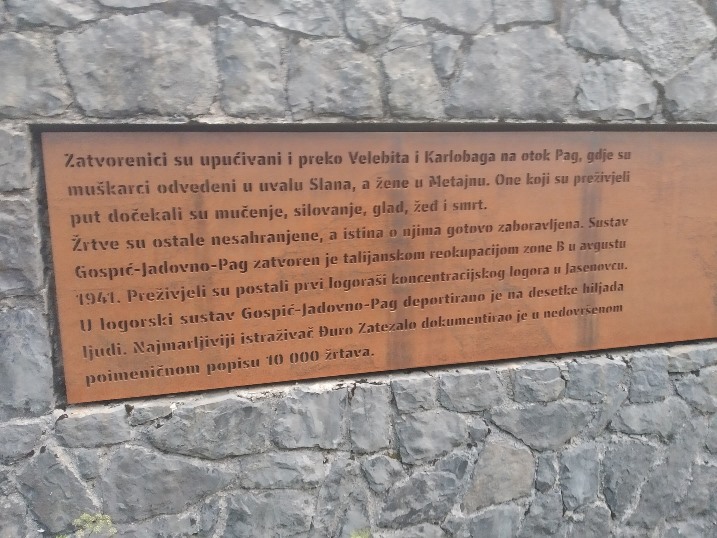 Zatvorenici su upućivani i preko Velebita i Karlobaga na otok Pag, gdje su
muškarci odvedeni u uvalu Slana, a žene u Metajnu. One koji su preživjeli
put dočekali su mučenje, silovanje, glad, žeđ i smrt.
Žrtve su ostale nesahranjene, a istina o njima gotovo zaboravljena. Sustav
Gospić-Jadovno-Pag zatvoren je talijanskom reokupacijom zone B u avgustu
1941. Preživjeli su postali prvi logoraši koncentracijskog logora u Jasenovcu.
U logorski sustav Gospić-Jadovno-Pag deportirano je na desetke hiljada
ljudi. Najmarljiviji istraživač Đuro Zatezalo dokumentirao je u nedovršenom
poimeničnom popisu 10 000 žrtava.